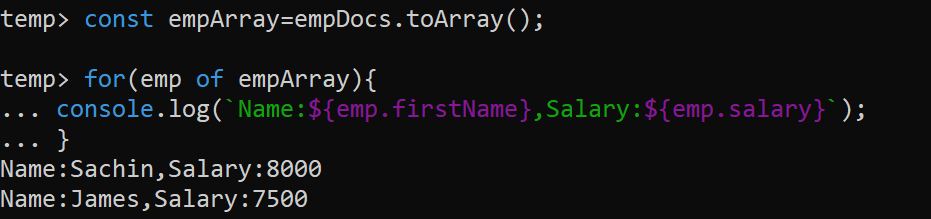 temp> const empArray=empDocs.toArray();
temp> for(emp of empArray){
... console.log(`Name:${emp.firstName},Salary:${emp.salary}`);
... }
Name:Sachin,Salary:8000
Name:James,Salary:7500